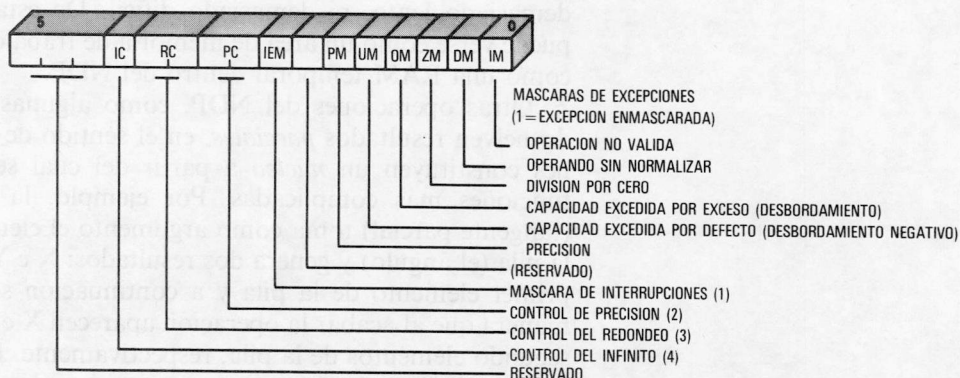 5 0
IC RC PC IEM PM UM OM ZM DM IM
MASCARAS DE EXCEPCIONES
(1=EXCEPCION ENMASCARADA)
OPERACION NO VALIDA
OPERANDO SIN NORMALIZAR
DIVISION POR CERO
CAPACIDAD EXCEDIDA POR EXCESO (DESBORDAMIENTO)
CAPACIDAD EXCEDIDA POR DEFECTO (DESBORDAMIENTO NEGATIVO)
PRECISION
(RESERVADO)
MASCARA DE INTERRUPCIONES (1)
CONTROL DE PRECISION (2)
CONTROL DEL REDONDEO (3)
CONTROL DEL INFINITO (4)
RESERVADO